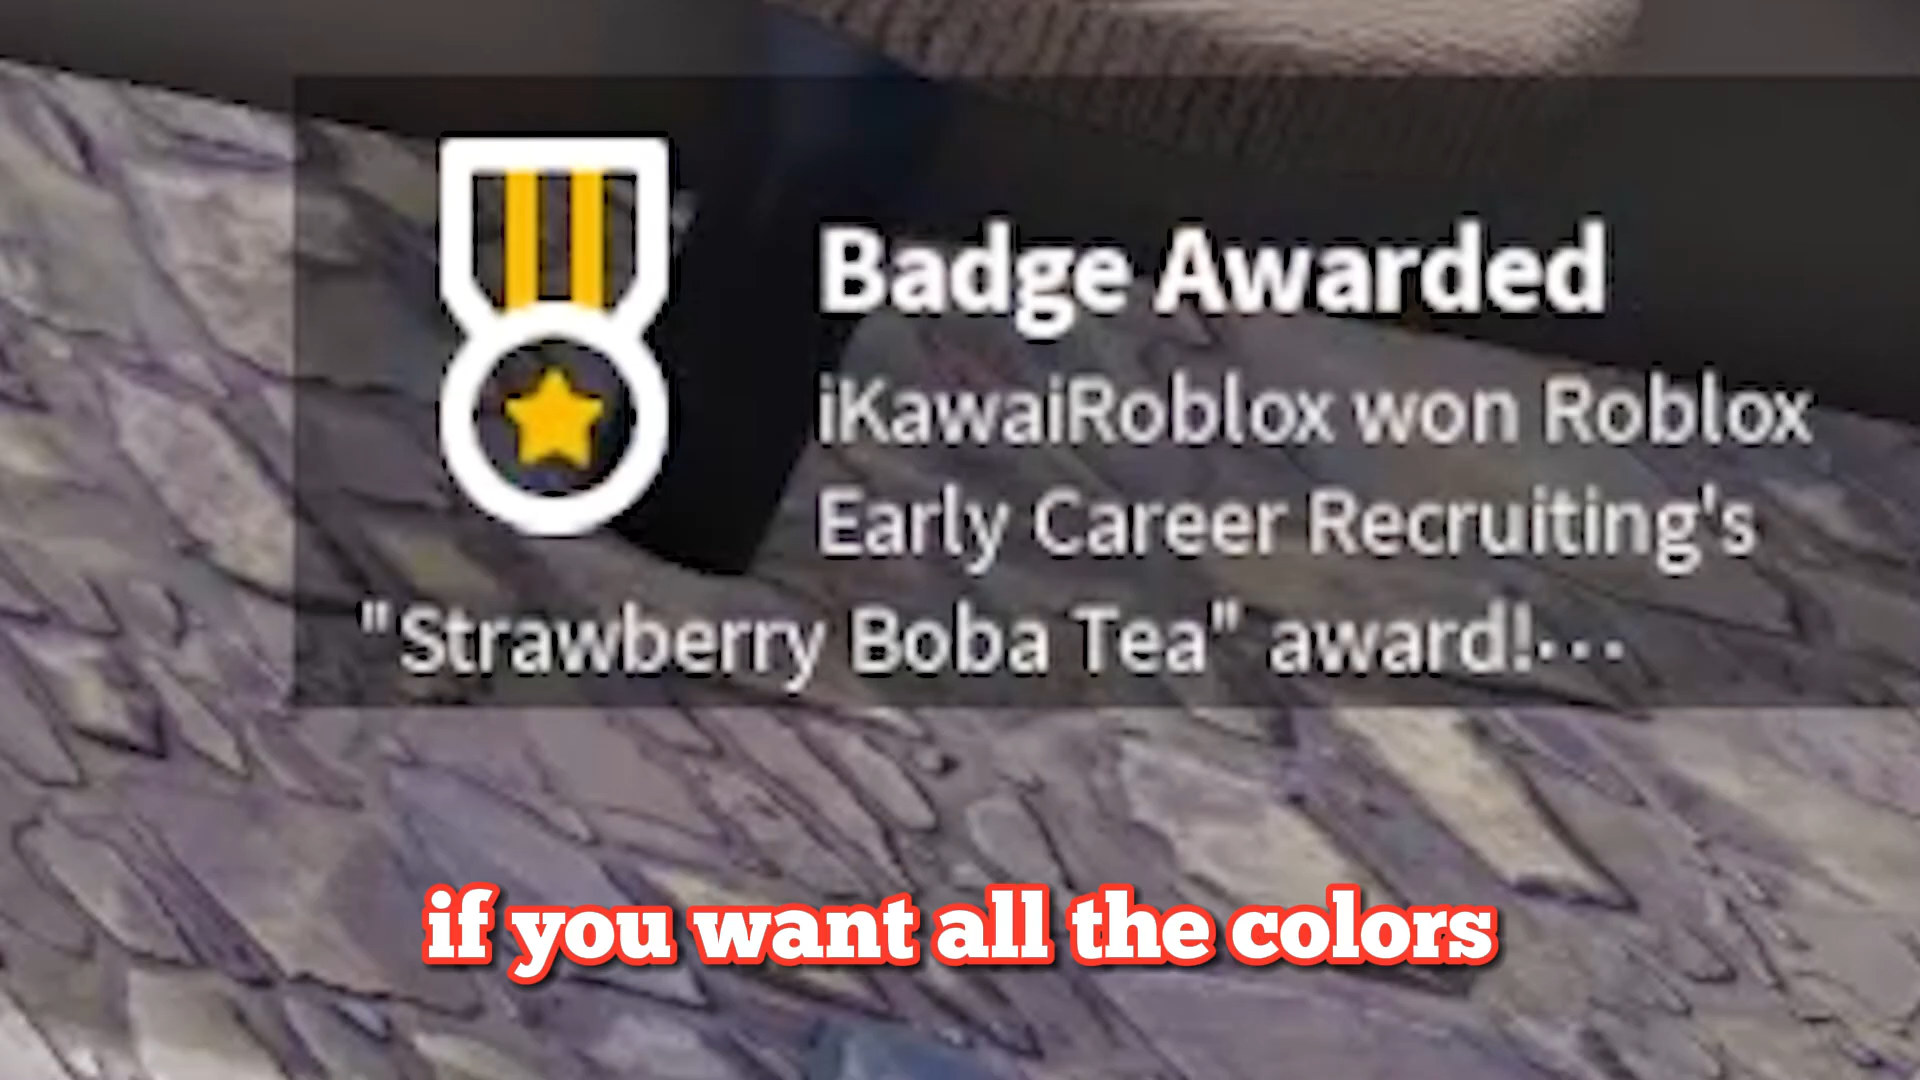 Badge Awarded
iKawaiRoblox won Roblox
Early Career Recruiting's
"Strawberry Boba Tea" award!...
if you want all the colors